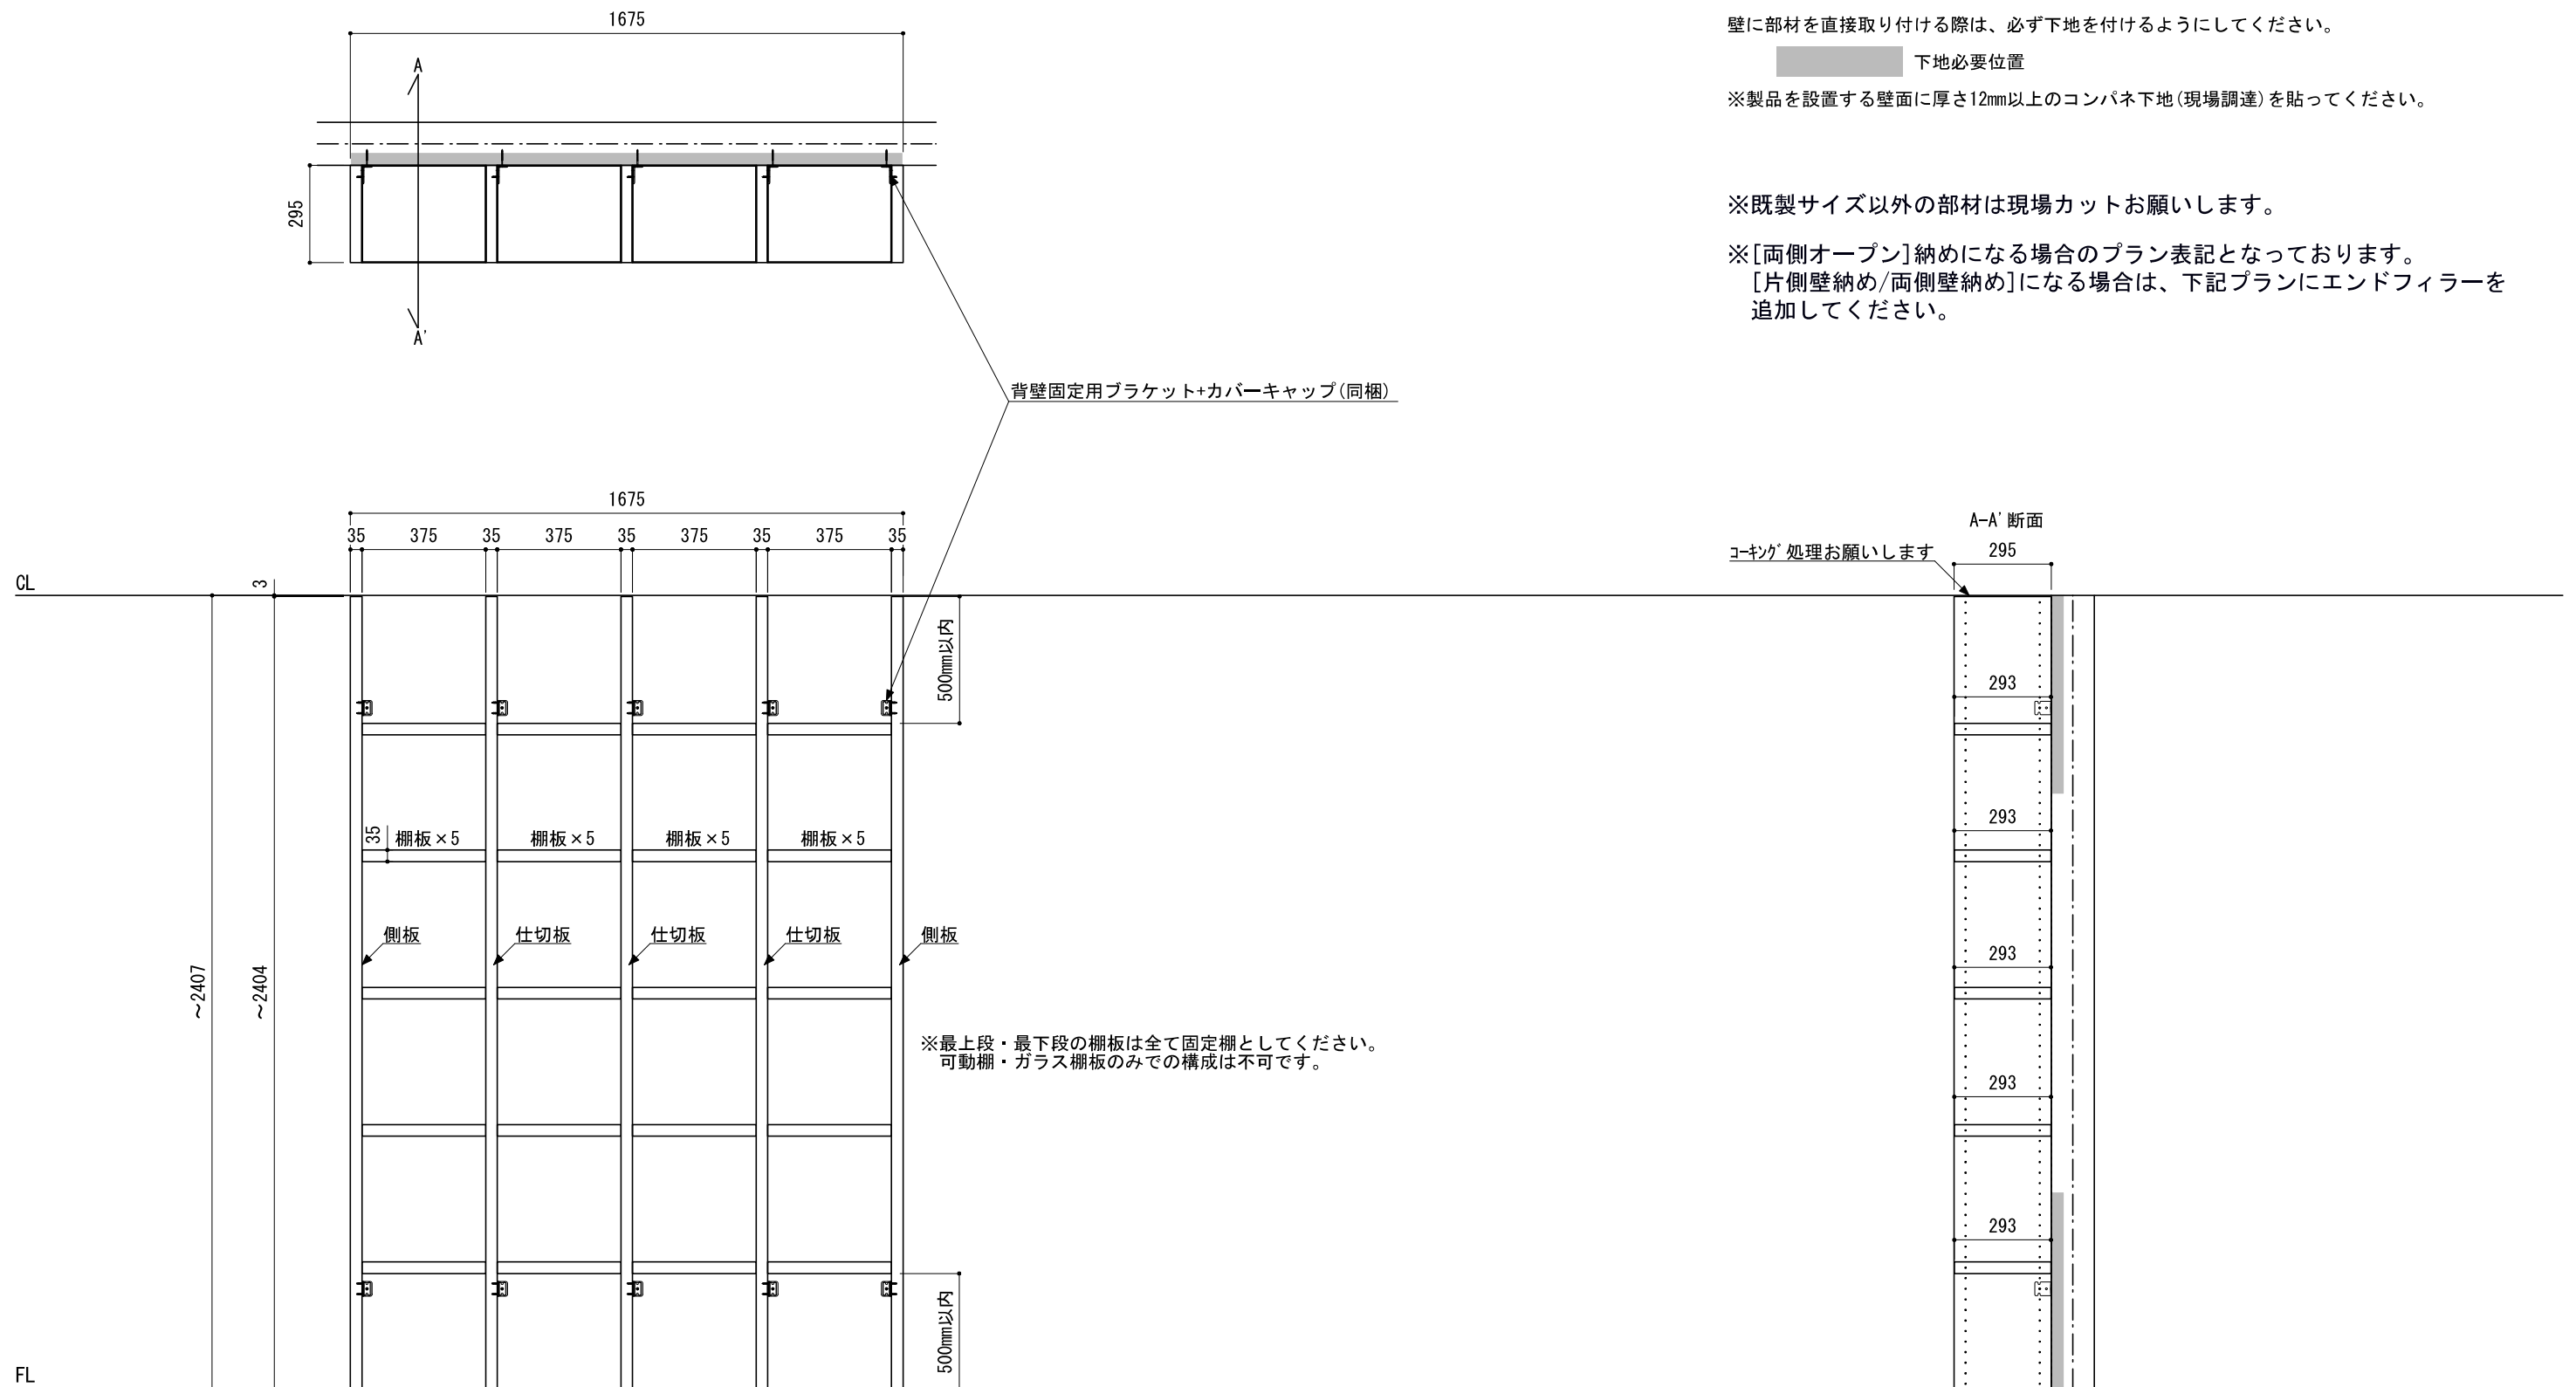 1675
壁に部材を直接取り付ける際は、必ず下地を付けるようにしてください。
下地必要位置
※製品を設置する壁面に厚さ12mm以上のコンパネ下地(現場調達)を貼ってください。
A
295
A'
※既製サイズ以外の部材は現場カットお願いします。
※[両側オープン]納めになる場合のプラン表記となっております。
[片側壁納め/両側壁納め]になる場合は、下記プランにエンドフィラーを
追加してください。
背壁固定用ブラケット+カバーキャップ(同梱)
1675
35 375 35 375 35 375 35 375 35
A-A'断面
ｺｰｷﾝｸﾞ処理お願いします
295
CL
3
500mm以内
293
293
35
棚板×5 棚板×5 棚板×5 棚板×5
側板 仕切板 仕切板 仕切板 側板
293
～2407
～2404
※最上段・最下段の棚板は全て固定棚としてください。
可動棚・ガラス棚板のみでの構成は不可です。
293
293
500mm以内
FL